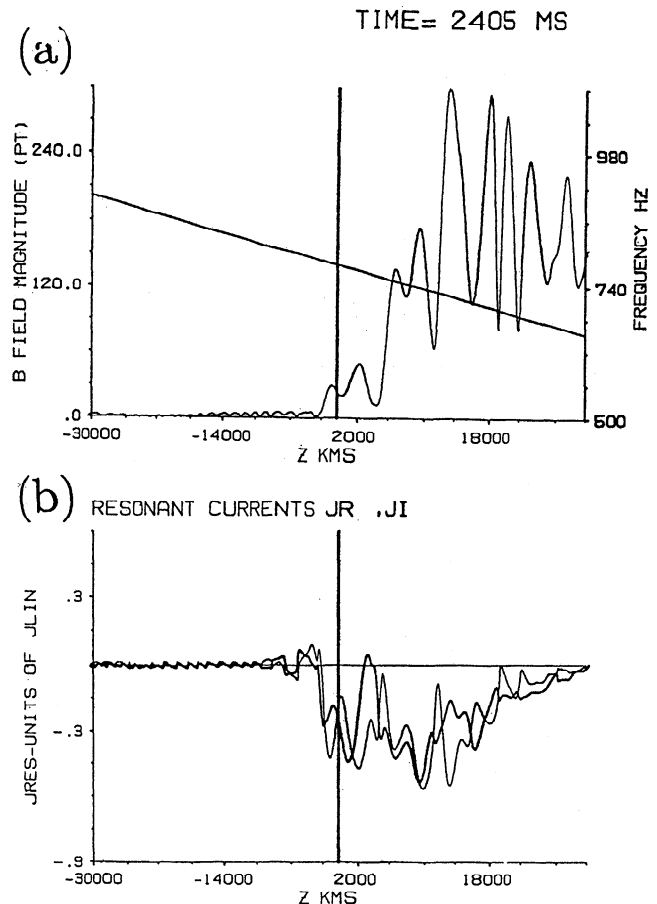 TIME= 2405 MS
(a)
B FIELD MAGNITUDE (PT)
240.0
120.0
.0
980
740
500
FREQUENCY HZ
-30000 -14000 2000 18000
Z KMS
(b) RESONANT CURRENTS JR ,JI
JRES-UNITS OF JLIN
.3
-.3
-.9
-30000 -14000 2000 18000
Z KMS